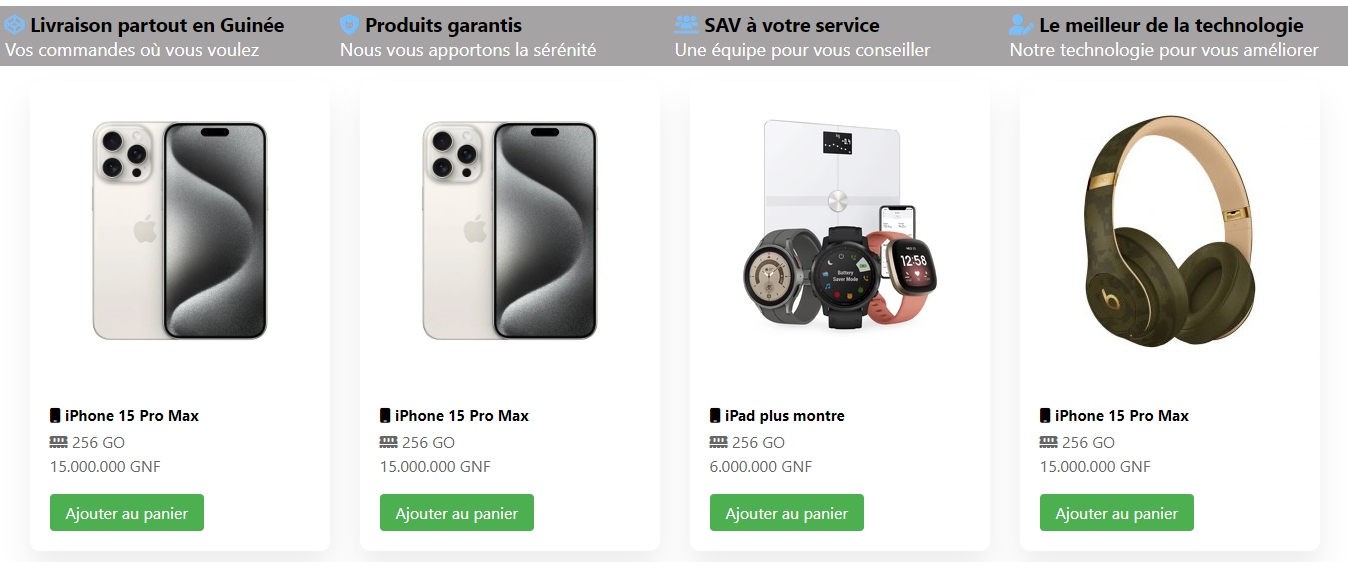 Livraison partout en Guinée
Vos commandes où vous voulez
Produits garantis
Nous vous apportons la sérénité
SAV à votre service
Une équipe pour vous conseiller
Le meilleur de la technologie
Notre technologie pour vous améliorer
iPhone 15 Pro Max
256 GO
15.000.000 GNF
Ajouter au panier
iPhone 15 Pro Max
256 GO
15.000.000 GNF
Ajouter au panier
Battery
Saver Mode
12:58
iPad plus montre
256 GO
6.000.000 GNF
Ajouter au panier
iPhone 15 Pro Max
256 GO
15.000.000 GNF
Ajouter au panier